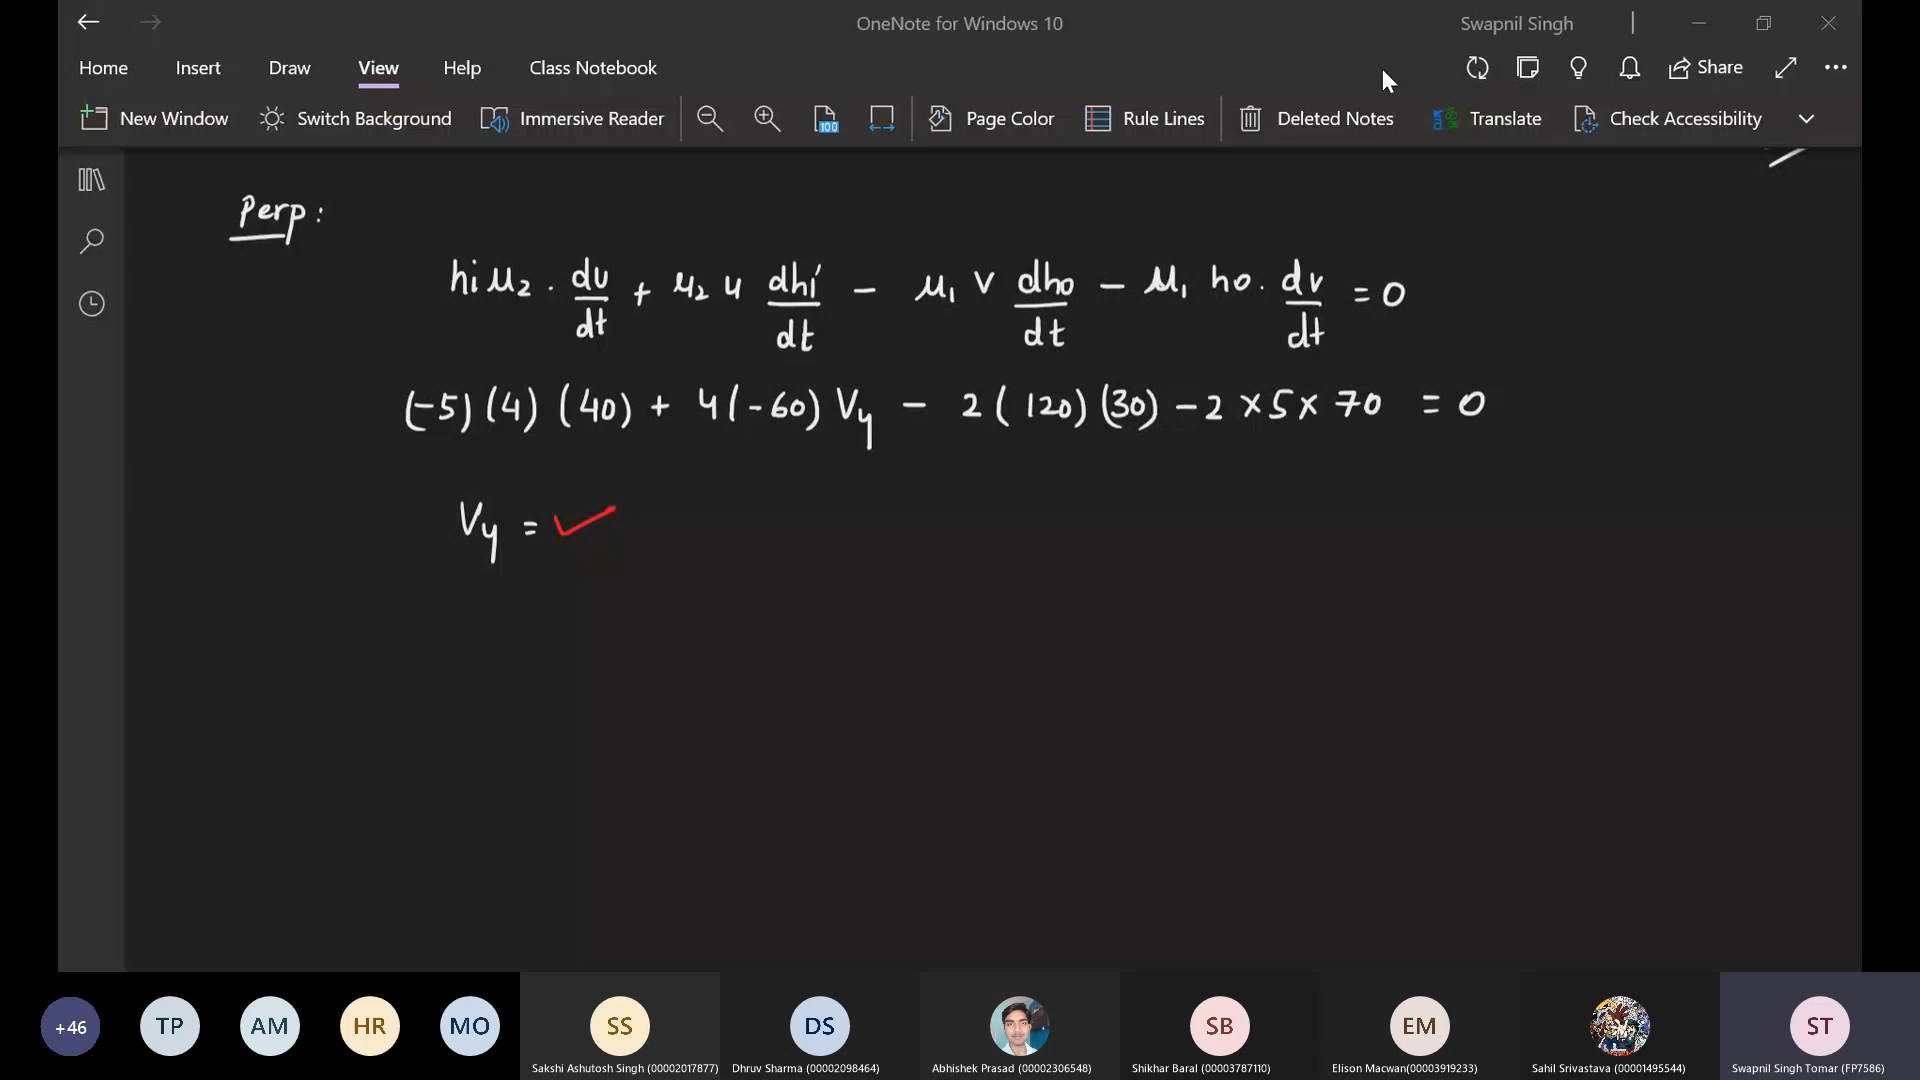 OneNote for Windows 10
Swapnil Singh
Home Insert Draw View Help Class Notebook
Share
New Window Switch Background Immersive Reader 100 Page Color Rule Lines Deleted Notes Translate Check Accessibility
Perp:
hi μ₂ · du/dt + μ₂ u dhi/dt − μ₁ v dho/dt − μ₁ ho · dv/dt = 0
(-5) (4) (40) + 4(-60) Vy − 2 (120) (30) − 2 × 5 × 70 = 0
Vy = ✓
+46 TP AM HR MO SS DS SB EM ST
Sakshi Ashutosh Singh (00002017877) Dhruv Sharma (00002098464) Abhishek Prasad (00002306548) Shikhar Baral (00003787110) Elison Macwan(00003919233) Sahil Srivastava (00001495544) Swapnil Singh Tomar (FP7586)